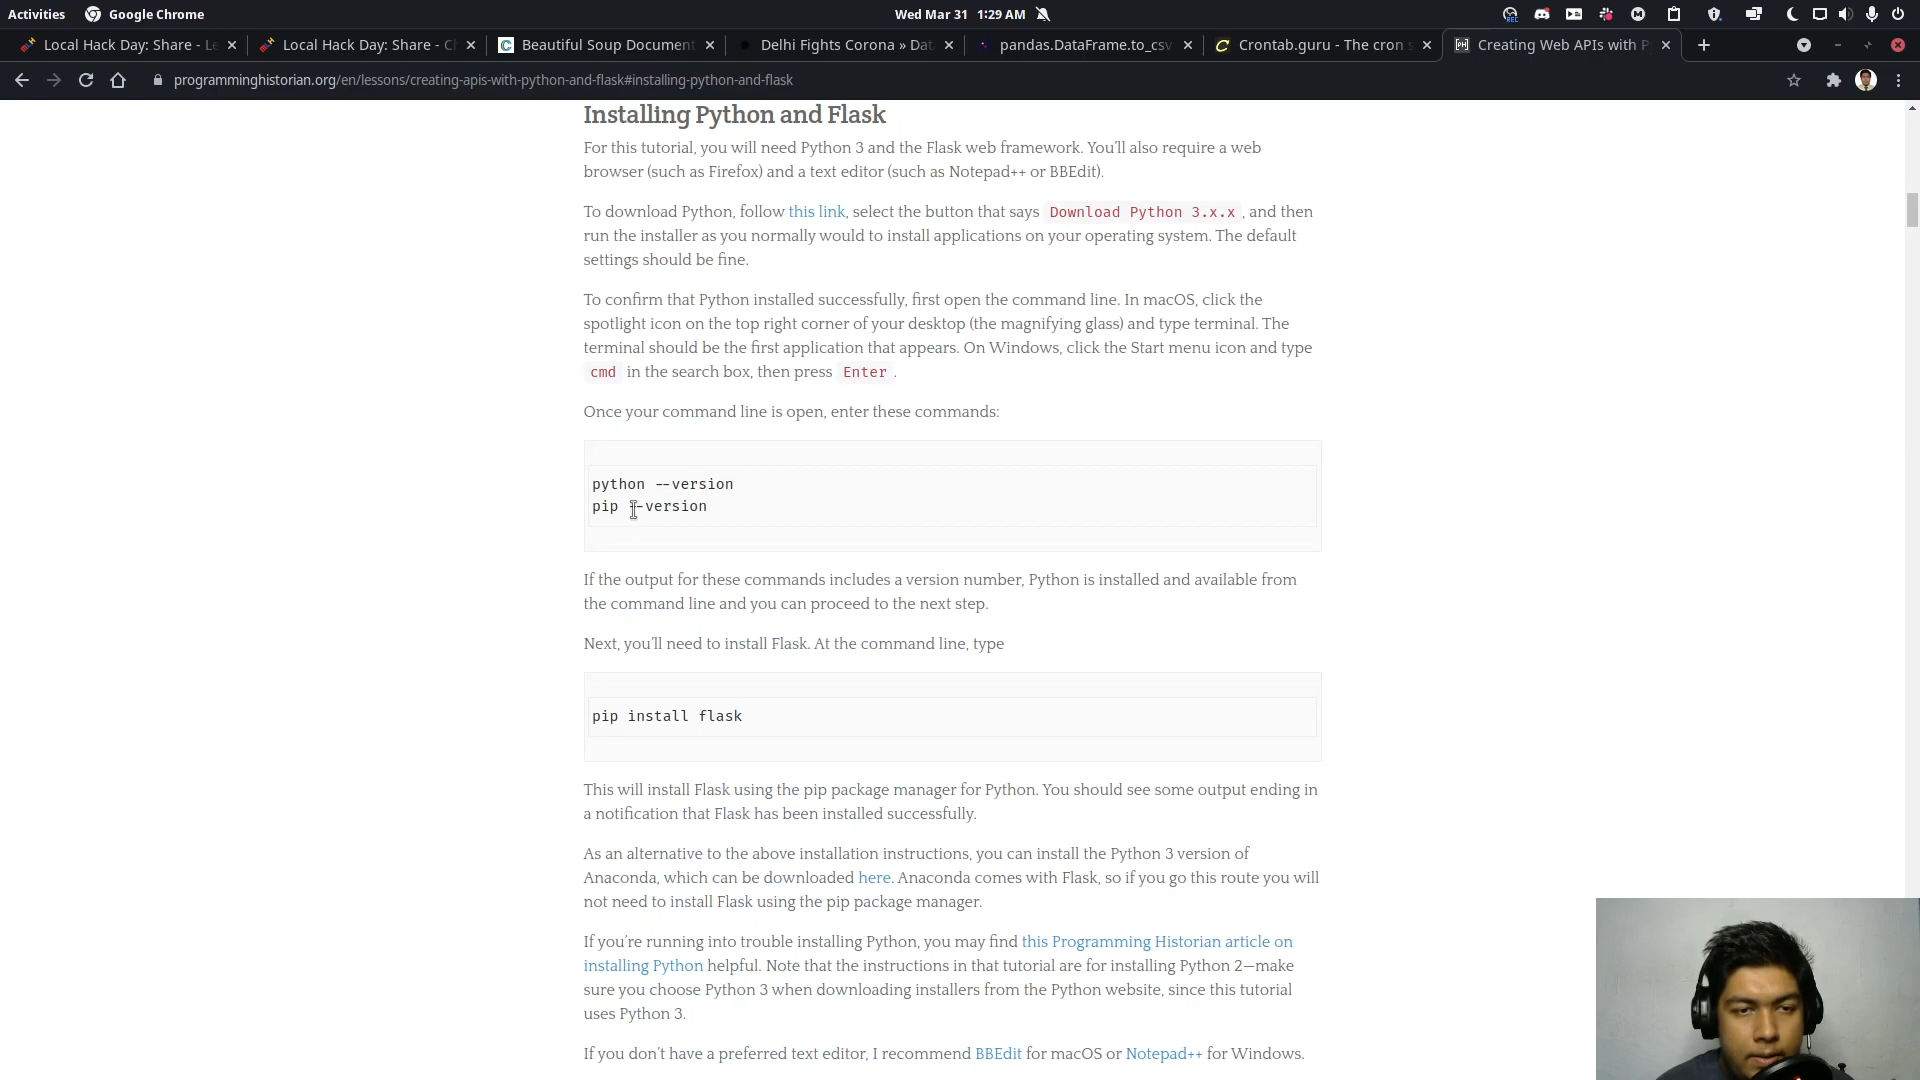 Activities
Google Chrome
Wed Mar 31 1:29 AM
REC
Local Hack Day: Share - Le
Local Hack Day: Share - Ch
Beautiful Soup Document
Delhi Fights Corona » Dat
pandas.DataFrame.to_csv
Crontab.guru - The cron s
Creating Web APIs with P
programminghistorian.org/en/lessons/creating-apis-with-python-and-flask#installing-python-and-flask
Installing Python and Flask
For this tutorial, you will need Python 3 and the Flask web framework. You’ll also require a web
browser (such as Firefox) and a text editor (such as Notepad++ or BBEdit).
To download Python, follow this link, select the button that says Download Python 3.x.x , and then
run the installer as you normally would to install applications on your operating system. The default
settings should be fine.
To confirm that Python installed successfully, first open the command line. In macOS, click the
spotlight icon on the top right corner of your desktop (the magnifying glass) and type terminal. The
terminal should be the first application that appears. On Windows, click the Start menu icon and type
cmd in the search box, then press Enter .
Once your command line is open, enter these commands:
python --version
pip --version
If the output for these commands includes a version number, Python is installed and available from
the command line and you can proceed to the next step.
Next, you’ll need to install Flask. At the command line, type
pip install flask
This will install Flask using the pip package manager for Python. You should see some output ending in
a notification that Flask has been installed successfully.
As an alternative to the above installation instructions, you can install the Python 3 version of
Anaconda, which can be downloaded here. Anaconda comes with Flask, so if you go this route you will
not need to install Flask using the pip package manager.
If you’re running into trouble installing Python, you may find this Programming Historian article on
installing Python helpful. Note that the instructions in that tutorial are for installing Python 2—make
sure you choose Python 3 when downloading installers from the Python website, since this tutorial
uses Python 3.
If you don’t have a preferred text editor, I recommend BBEdit for macOS or Notepad++ for Windows.